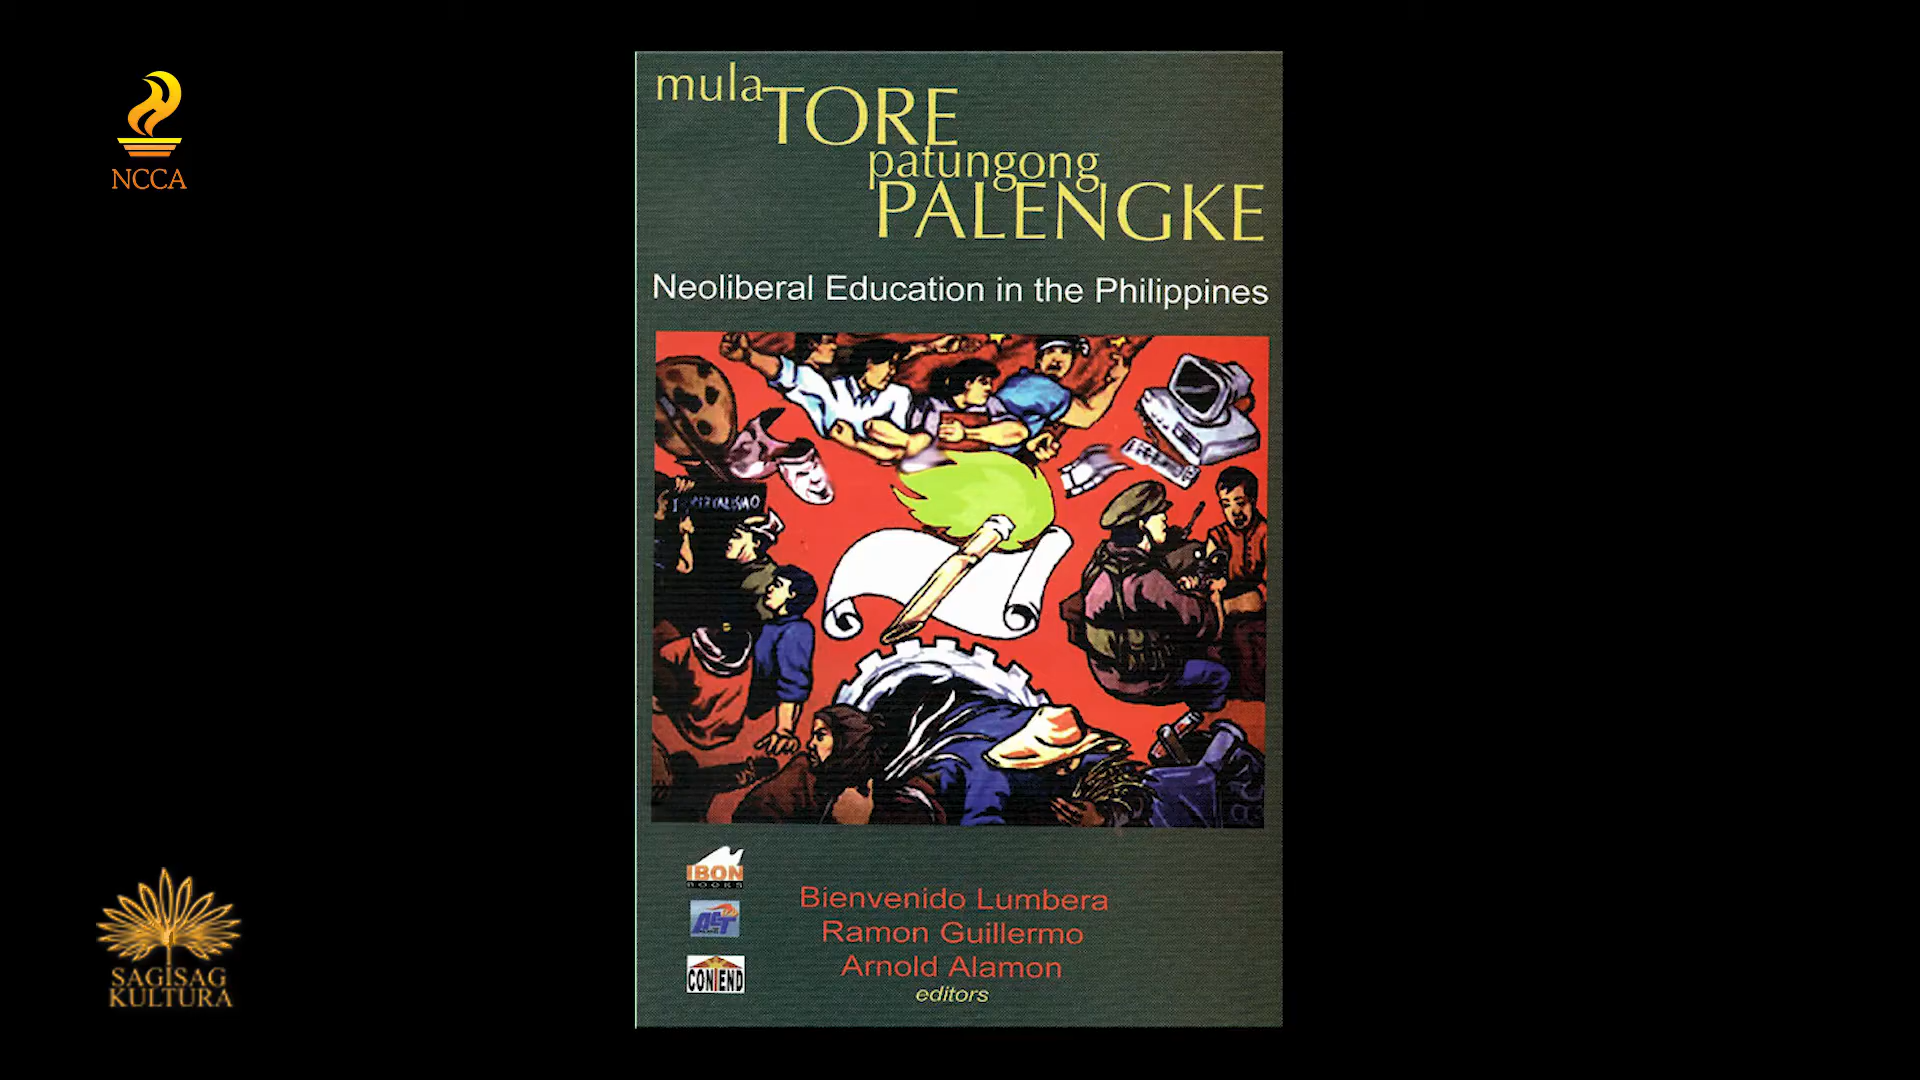 NCCA
mula
TORE
patungong
PALENGKE
Neoliberal Education in the Philippines
IBON
BOOKS
ACT
CONTEND
Bienvenido Lumbera
Ramon Guillermo
Arnold Alamon
editors
SAGISAG
KULTURA